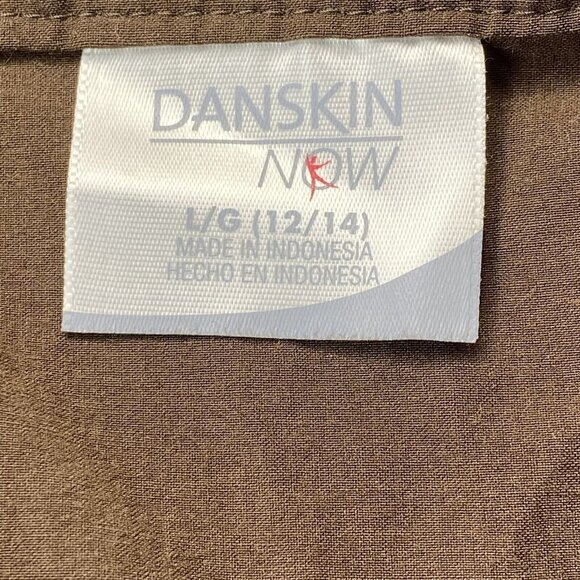 DANSKIN
NOW
L/G (12/14)
MADE IN INDONESIA
HECHO EN INDONESIA